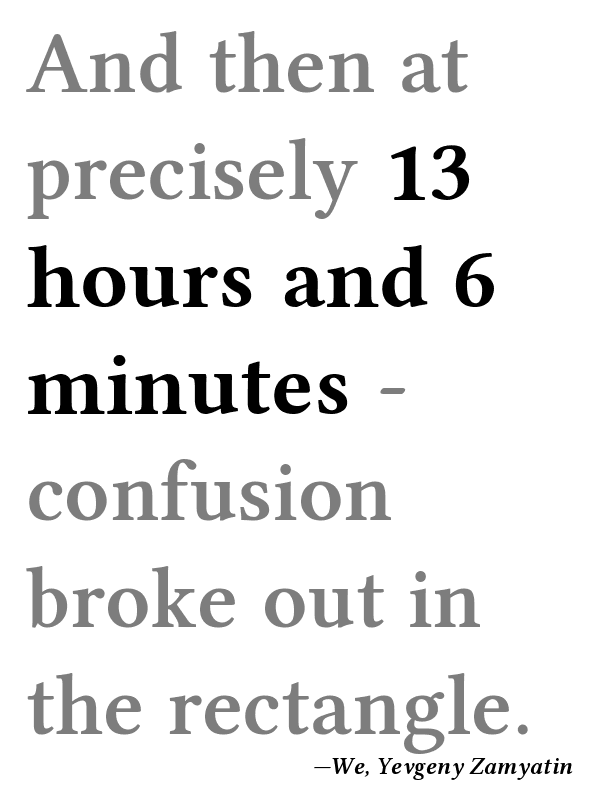 And then at
precisely 13
hours and 6
minutes -
confusion
broke out in
the rectangle.
—We, Yevgeny Zamyatin